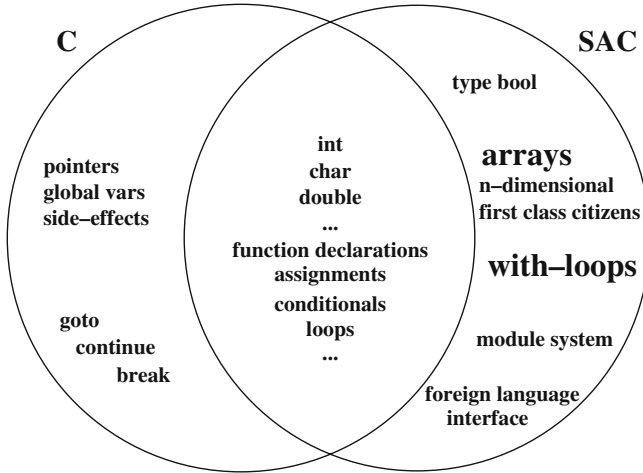 C
SAC
type bool
pointers
global vars
side–effects
goto
continue
break
int
char
double
...
function declarations
assignments
conditionals
loops
...
arrays
n–dimensional
first class citizens
with–loops
module system
foreign language
interface